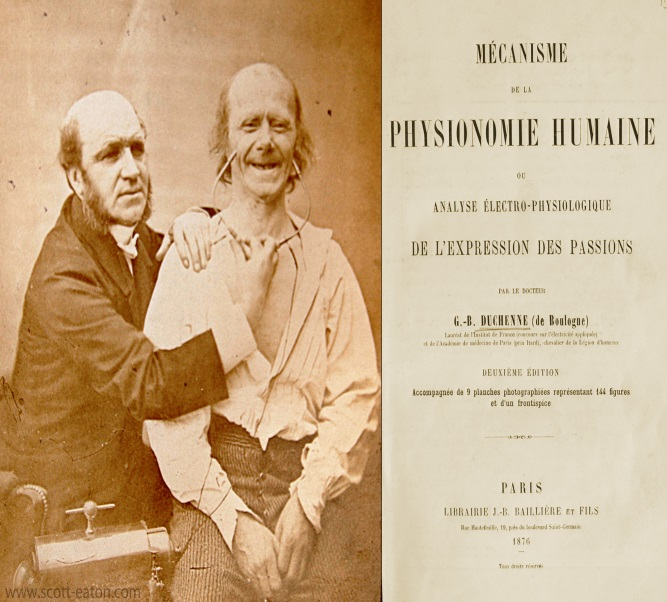 MÉCANISME
DE LA
PHYSIONOMIE HUMAINE
OU
ANALYSE ÉLECTRO-PHYSIOLOGIQUE
DE L'EXPRESSION DES PASSIONS
PAR LE DOCTEUR
G.-B. DUCHENNE (de Boulogne)
Lauréat de l'Institut de France (concours sur l'électricité appliquée)
et de l'Académie de médecine de Paris (prix Itard), chevalier de la Légion d'honneur
DEUXIÈME ÉDITION
Accompagnée de 9 planches photographiées représentant 144 figures
et d'un frontispice
PARIS
LIBRAIRIE J.-B. BAILLIÈRE ET FILS
Rue Hautefeuille, 19, près du boulevard Saint-Germain
1876
Tous droits réservés
www.scott-eaton.com